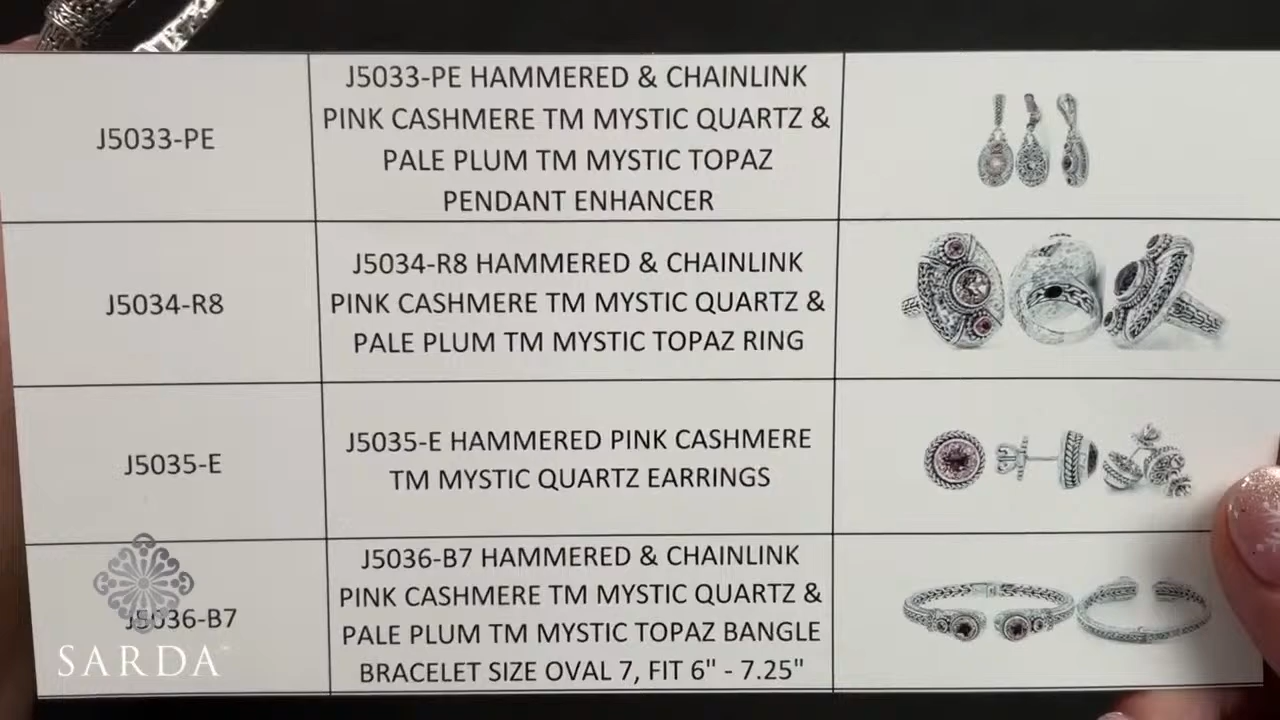 J5033-PE
J5033-PE HAMMERED & CHAINLINK
PINK CASHMERE TM MYSTIC QUARTZ &
PALE PLUM TM MYSTIC TOPAZ
PENDANT ENHANCER
J5034-R8
J5034-R8 HAMMERED & CHAINLINK
PINK CASHMERE TM MYSTIC QUARTZ &
PALE PLUM TM MYSTIC TOPAZ RING
J5035-E
J5035-E HAMMERED PINK CASHMERE
TM MYSTIC QUARTZ EARRINGS
J5036-B7
J5036-B7 HAMMERED & CHAINLINK
PINK CASHMERE TM MYSTIC QUARTZ &
PALE PLUM TM MYSTIC TOPAZ BANGLE
BRACELET SIZE OVAL 7, FIT 6" - 7.25"
SARDA™